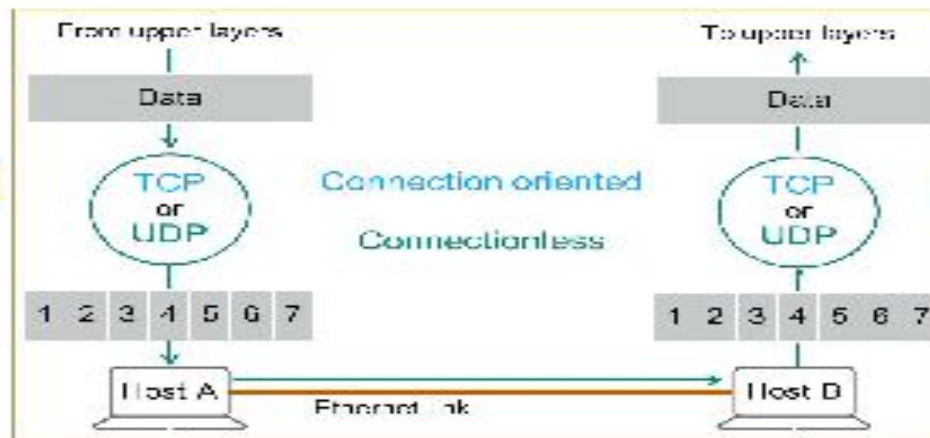 From upper layers
To upper layers
Data
Data
TCP
or
UDP
Connection oriented
Connectionless
TCP
or
UDP
1 2 3 4 5 6 7
1 2 3 4 5 6 7
Host A
Ethernet link
Host B